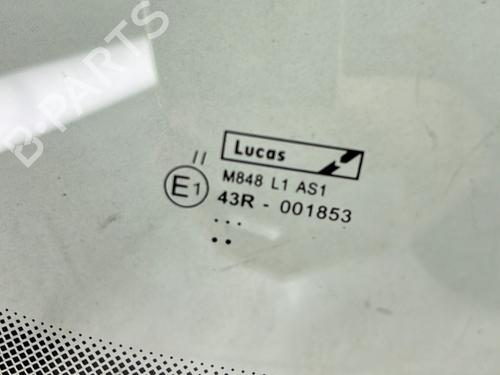 B-PARTS
Lucas
II
E1
M848 L1 AS1
43R - 001853